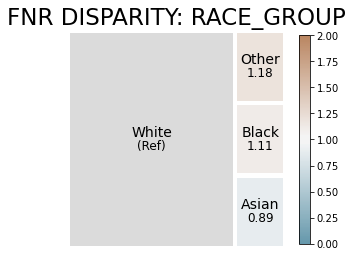 FNR DISPARITY: RACE_GROUP
White
(Ref)
Other
1.18
Black
1.11
Asian
0.89
2.00
1.75
1.50
1.25
1.00
0.75
0.50
0.25
0.00